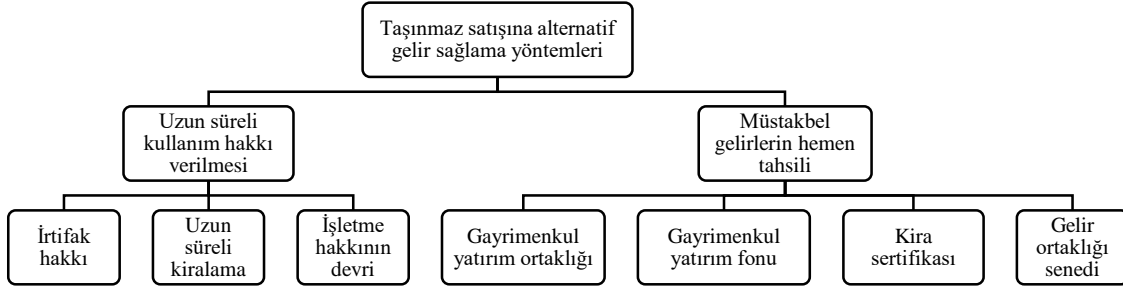 Taşınmaz satışına alternatif
gelir sağlama yöntemleri
Uzun süreli
kullanım hakkı
verilmesi
Müstakbel
gelirlerin hemen
tahsili
İrtifak
hakkı
Uzun
süreli
kiralama
İşletme
hakkının
devri
Gayrimenkul
yatırım ortaklığı
Gayrimenkul
yatırım fonu
Kira
sertifikası
Gelir
ortaklığı
senedi